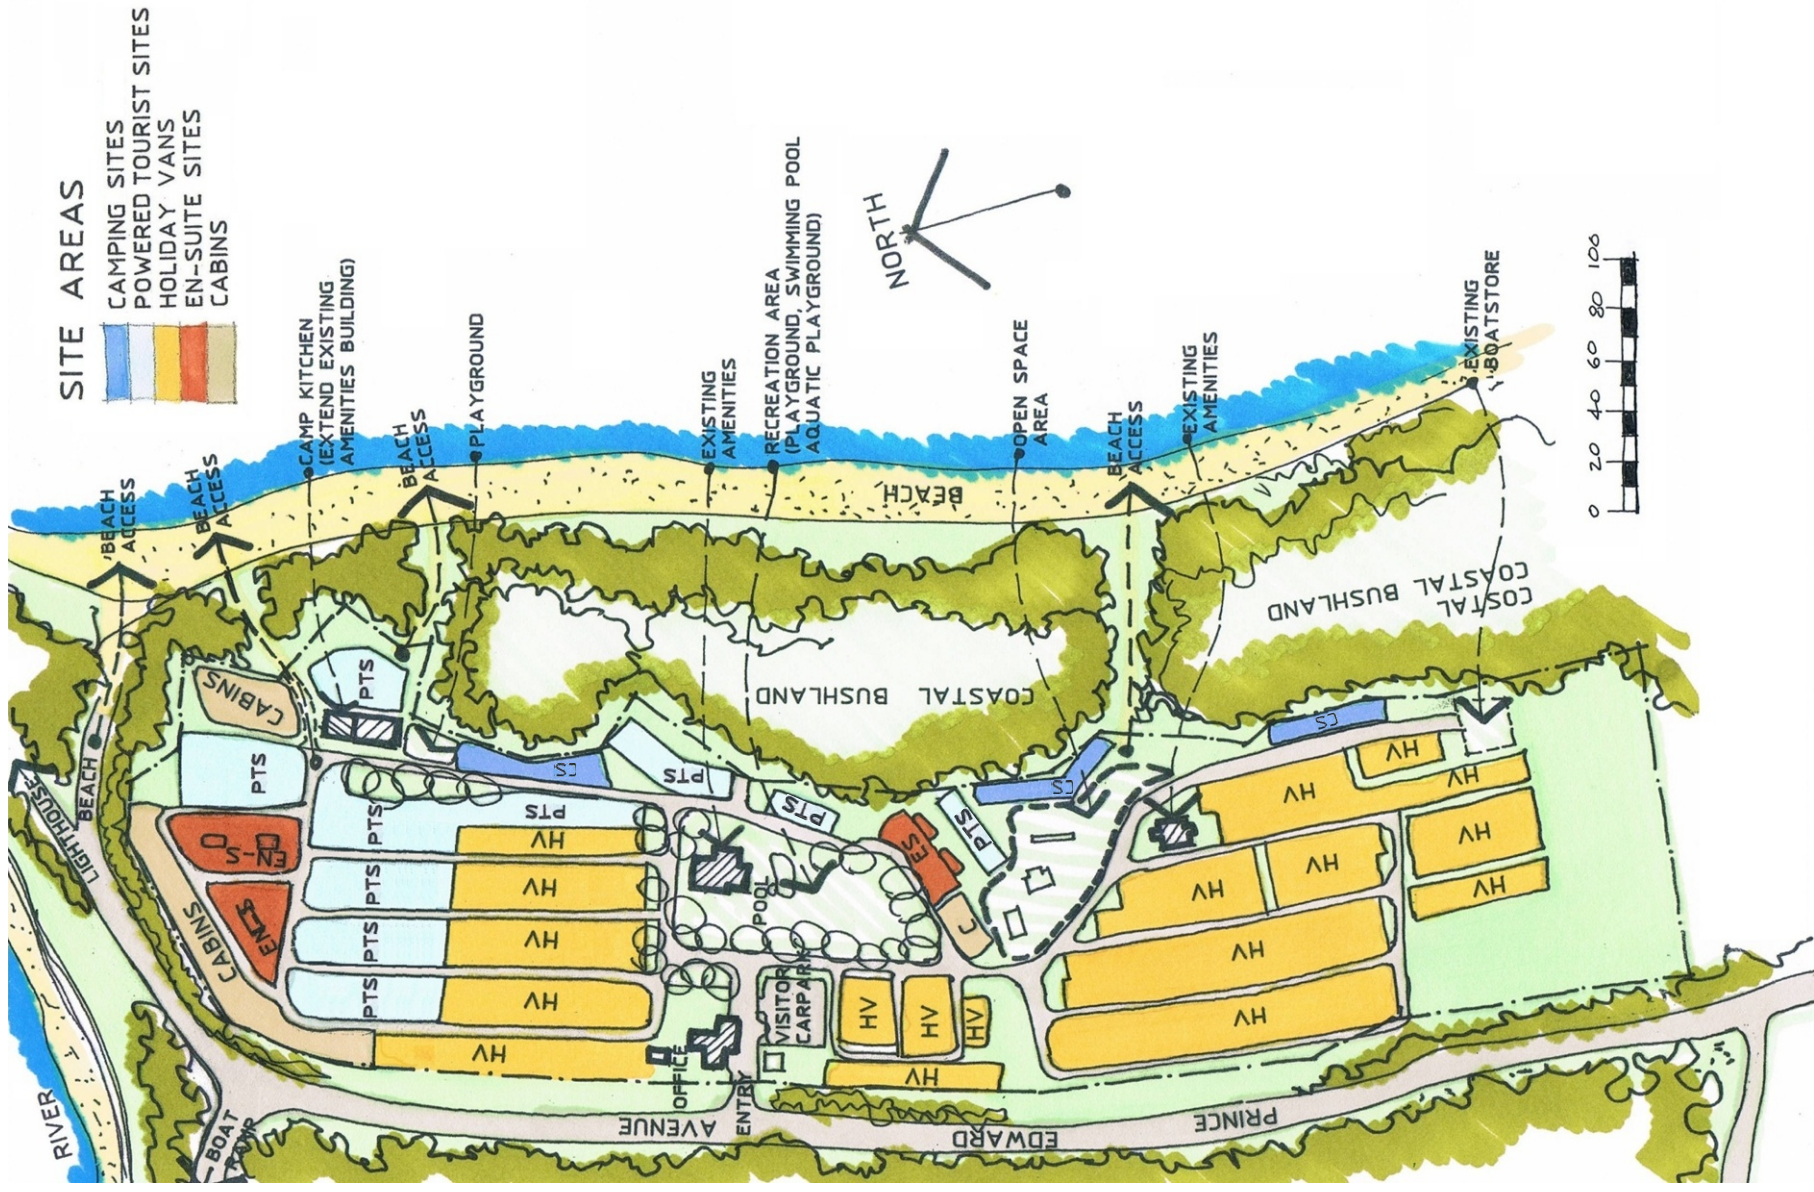 SITE AREAS
CAMPING SITES
POWERED TOURIST SITES
HOLIDAY VANS
EN-SUITE SITES
CABINS
BEACH
ACCESS
BEACH
ACCESS
CAMP KITCHEN
(EXTEND EXISTING
AMENITIES BUILDING)
BEACH
ACCESS
PLAYGROUND
EXISTING
AMENITIES
RECREATION AREA
(PLAYGROUND, SWIMMING POOL
AQUATIC PLAYGROUND)
NORTH
OPEN SPACE
AREA
BEACH
ACCESS
EXISTING
AMENITIES
EXISTING
BOATSTORE
0
20
40
60
80
100
BEACH
COASTAL BUSHLAND
COASTAL BUSHLAND
COSTAL
LIGHTHOUSE
BEACH
CABINS
PTS
PTS
CS
PTS
PTS
CS
PTS
CS
EN-S
EN-S
CABINS
PTS
PTS
PTS
PTS
PTS
HV
HV
HV
HV
HV
ES
C
POOL
VISITOR
CARPARK
OFFICE
ENTRY
HV
HV
HV
HV
HV
HV
HV
HV
HV
HV
HV
HV
HV
RIVER
BOAT
RAMP
PRINCE
EDWARD
AVENUE